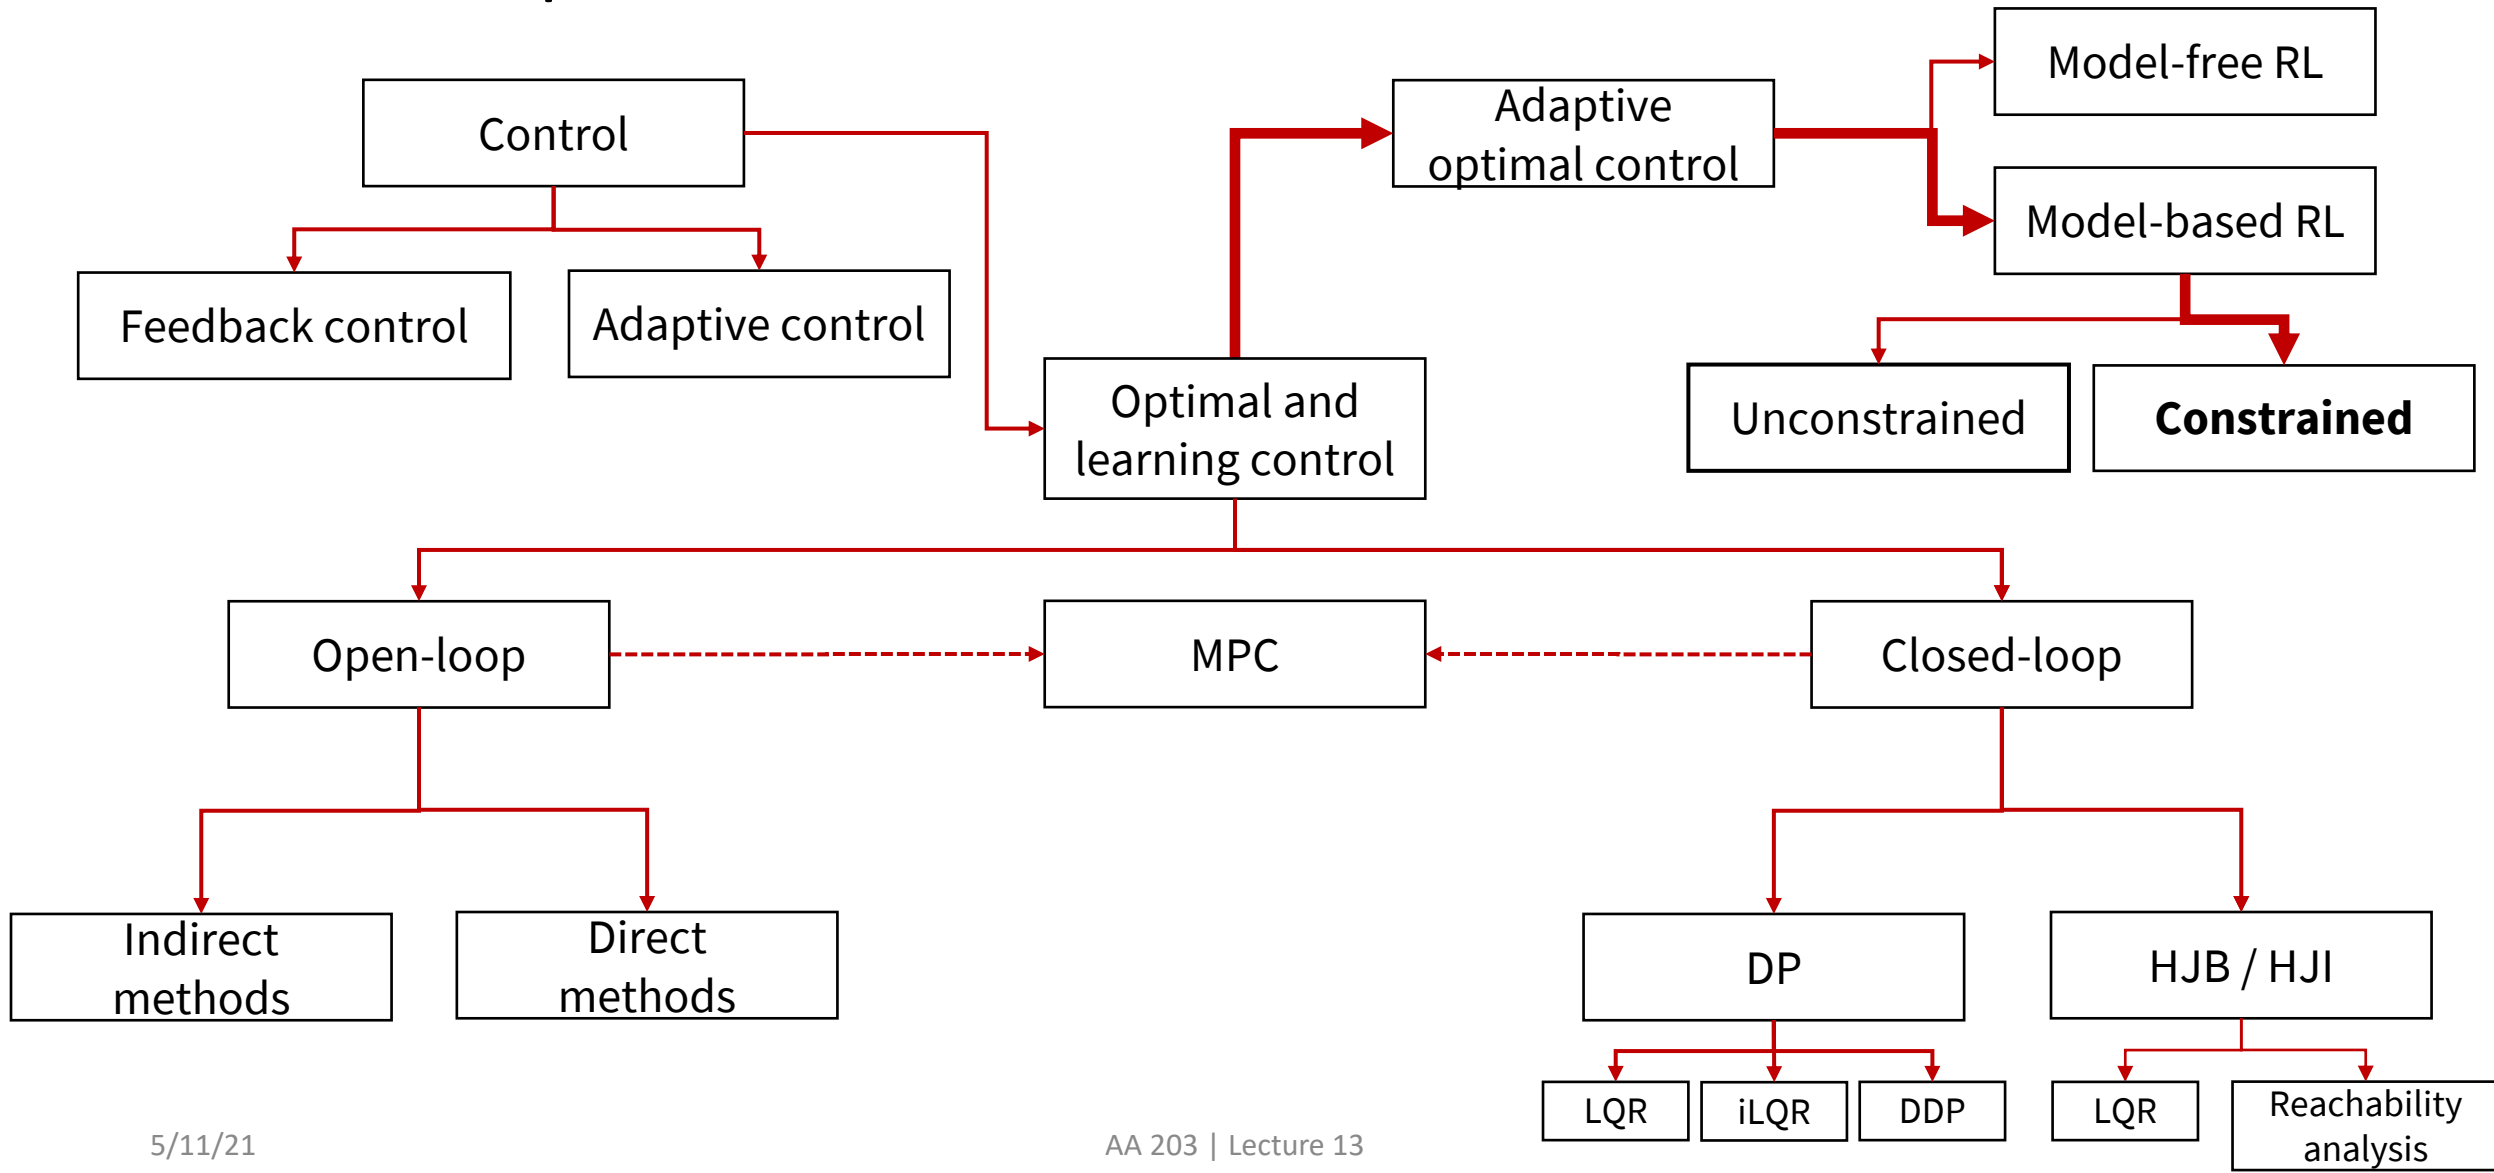 Model-free RL
Control
Adaptive
optimal control
Model-based RL
Feedback control
Adaptive control
Optimal and
learning control
Unconstrained
Constrained
Open-loop
MPC
Closed-loop
Indirect
methods
Direct
methods
DP
HJB / HJI
LQR
iLQR
DDP
LQR
Reachability
analysis
5/11/21
AA 203 | Lecture 13